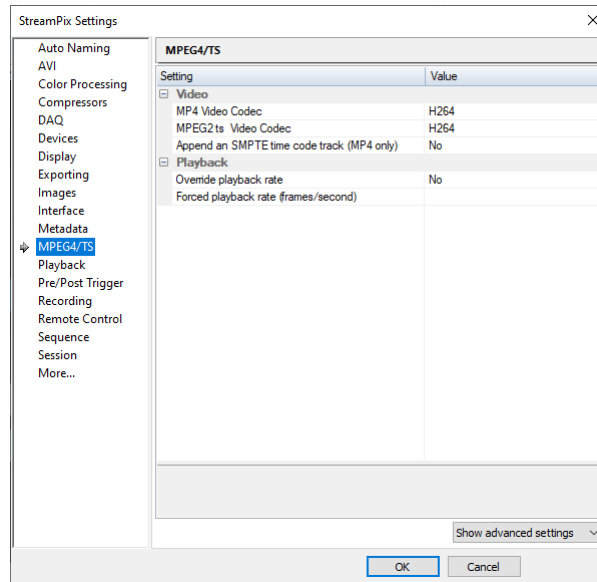 StreamPix Settings
Auto Naming
AVI
Color Processing
Compressors
DAQ
Devices
Display
Exporting
Images
Interface
Metadata
MPEG4/TS
Playback
Pre/Post Trigger
Recording
Remote Control
Sequence
Session
More...
MPEG4/TS
Setting Value
Video
MP4 Video Codec H264
MPEG2 ts Video Codec H264
Append an SMPTE time code track (MP4 only) No
Playback
Override playback rate No
Forced playback rate (frames/second)
Show advanced settings
OK Cancel